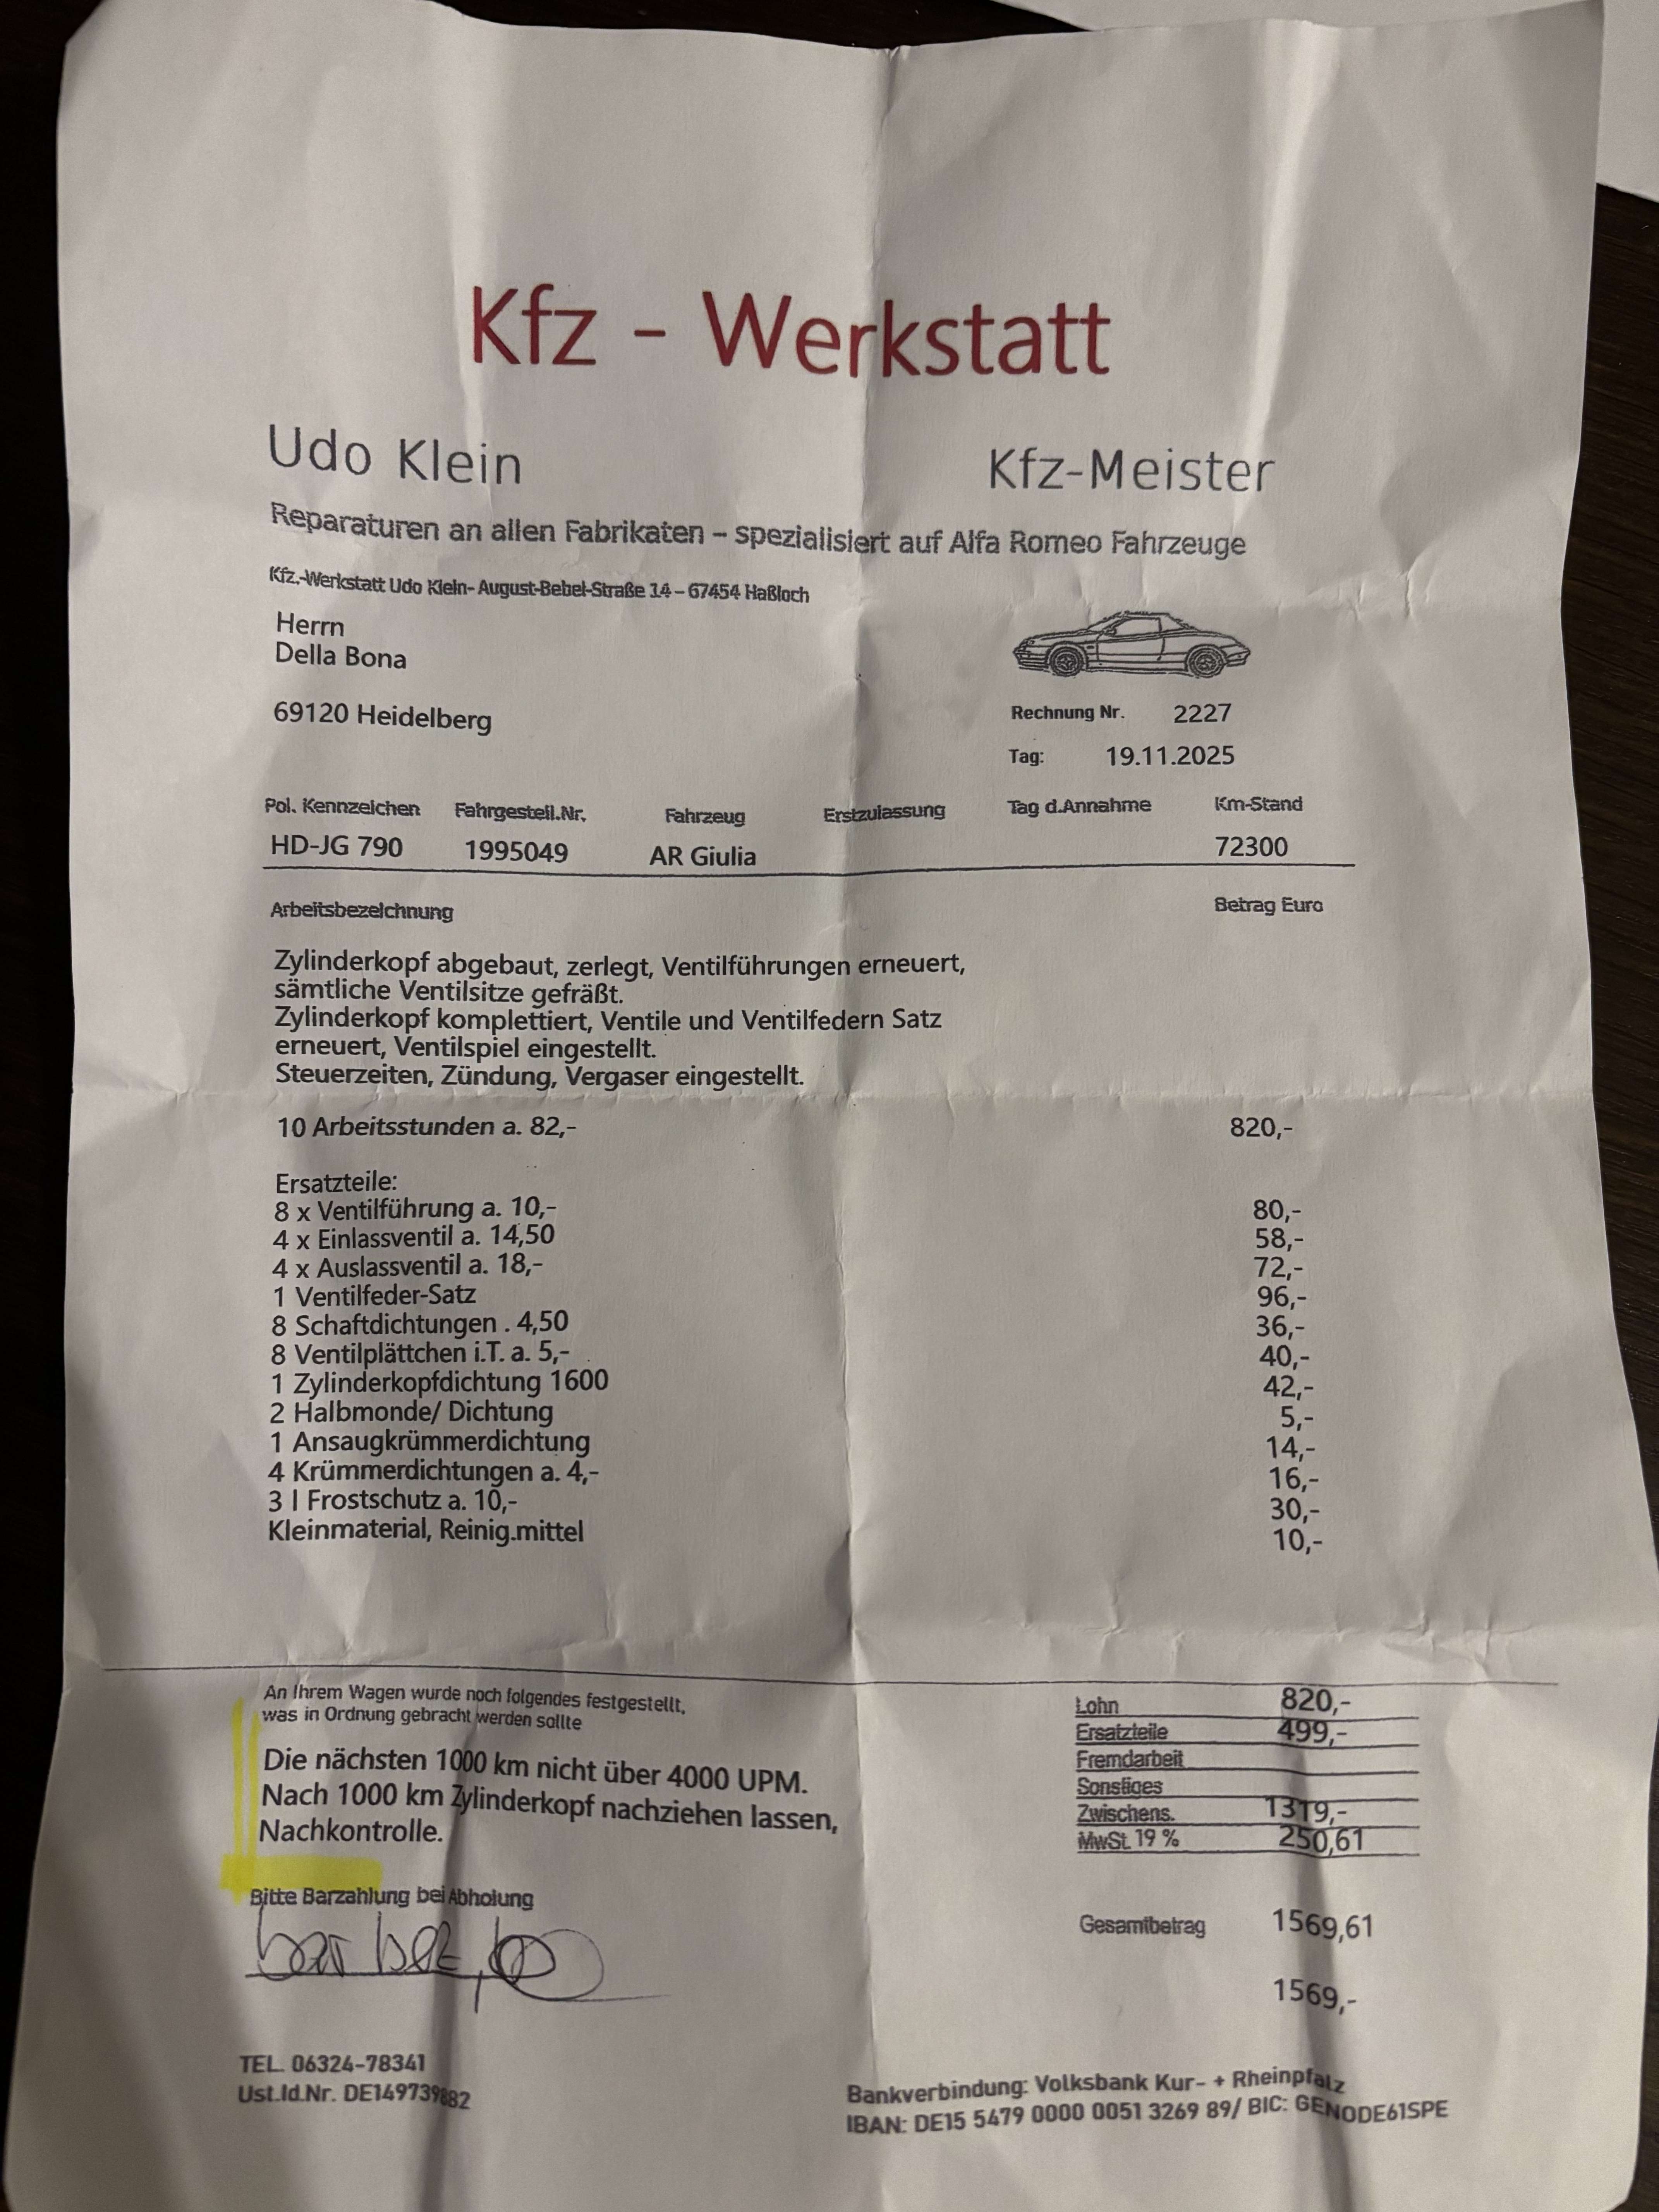 Kfz - Werkstatt
Udo Klein Kfz-Meister
Reparaturen an allen Fabrikaten – spezialisiert auf Alfa Romeo Fahrzeuge
Kfz.-Werkstatt Udo Klein- August-Bebel-Straße 14 – 67454 Haßloch
Herrn
Della Bona
69120 Heidelberg
Rechnung Nr. 2227
Tag: 19.11.2025
Pol. Kennzeichen Fahrgestell.Nr. Fahrzeug Erstzulassung Tag d.Annahme Km-Stand
HD-JG 790 1995049 AR Giulia 72300
Arbeitsbezeichnung Betrag Euro
Zylinderkopf abgebaut, zerlegt, Ventilführungen erneuert,
sämtliche Ventilsitze gefräßt.
Zylinderkopf komplettiert, Ventile und Ventilfedern Satz
erneuert, Ventilspiel eingestellt.
Steuerzeiten, Zündung, Vergaser eingestellt.
10 Arbeitsstunden a. 82,- 820,-
Ersatzteile:
8 x Ventilführung a. 10,- 80,-
4 x Einlassventil a. 14,50 58,-
4 x Auslassventil a. 18,- 72,-
1 Ventilfeder-Satz 96,-
8 Schaftdichtungen . 4,50 36,-
8 Ventilplättchen i.T. a. 5,- 40,-
1 Zylinderkopfdichtung 1600 42,-
2 Halbmonde/ Dichtung 5,-
1 Ansaugkrümmerdichtung 14,-
4 Krümmerdichtungen a. 4,- 16,-
3 l Frostschutz a. 10,- 30,-
Kleinmaterial, Reinig.mittel 10,-
An Ihrem Wagen wurde noch folgendes festgestellt,
was in Ordnung gebracht werden sollte
Die nächsten 1000 km nicht über 4000 UPM.
Nach 1000 km Zylinderkopf nachziehen lassen,
Nachkontrolle.
Bitte Barzahlung bei Abholung
bar bez,
Lohn 820,-
Ersatzteile 499,-
Fremdarbeit
Sonstiges
Zwischens. 1319,-
MwSt. 19 % 250,61
Gesamtbetrag 1569,61
1569,-
TEL. 06324-78341
Ust.Id.Nr. DE149739882
Bankverbindung: Volksbank Kur- + Rheinpfalz
IBAN: DE15 5479 0000 0051 3269 89/ BIC: GENODE61SPE